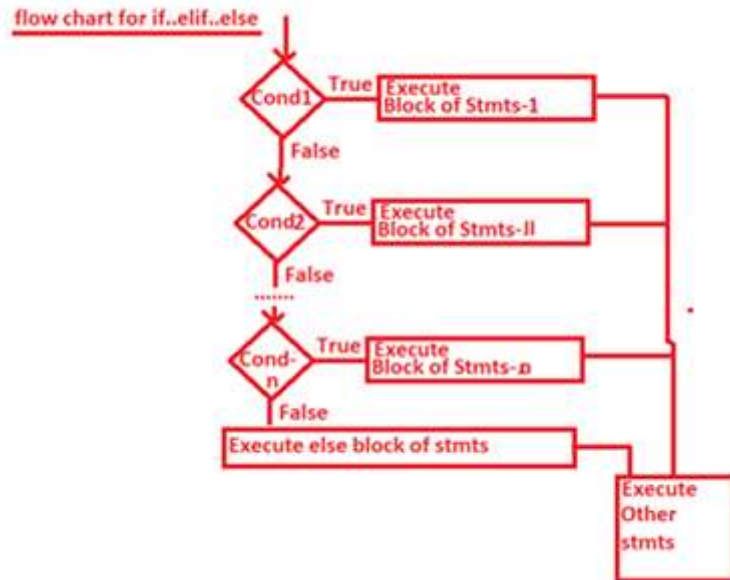 flow chart for if..elif..else
Cond1
True
Execute
Block of Stmts-1
False
Cond2
True
Execute
Block of Stmts-II
False
.......
Cond-
n
True
Execute
Block of Stmts-n
False
Execute else block of stmts
Execute
Other
stmts